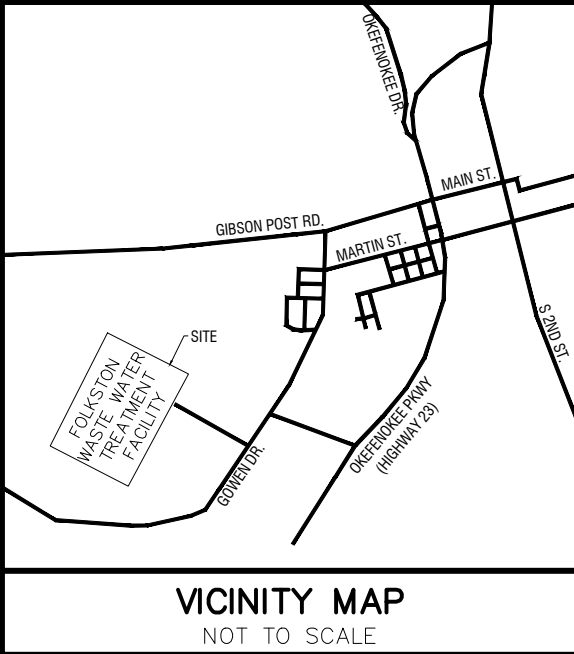 OKEFENOKEE DR.
MAIN ST.
GIBSON POST RD.
MARTIN ST.
S 2ND ST.
SITE
FOLKSTON
WASTE WATER
TREATMENT
FACILITY
GOWEN DR.
OKEFENOKEE PKWY
(HIGHWAY 23)
VICINITY MAP
NOT TO SCALE